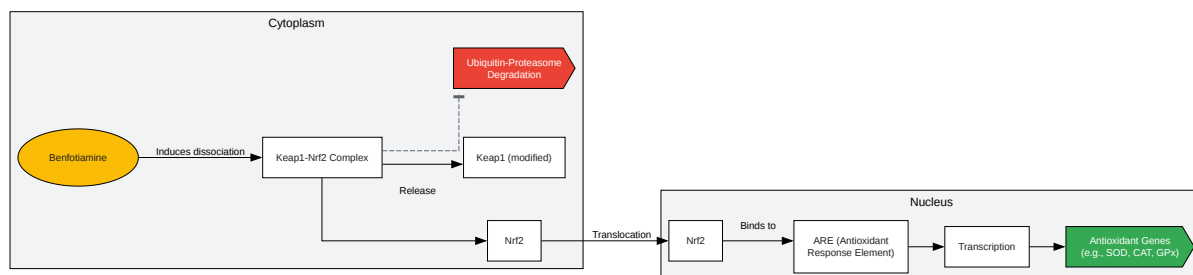 Cytoplasm
Ubiquitin-Proteasome
Degradation
Benfotiamine
Induces dissociation
Keap1-Nrf2 Complex
Keap1 (modified)
Release
Nrf2
Translocation
Nucleus
Nrf2
Binds to
ARE (Antioxidant
Response Element)
Transcription
Antioxidant Genes
(e.g., SOD, CAT, GPx)